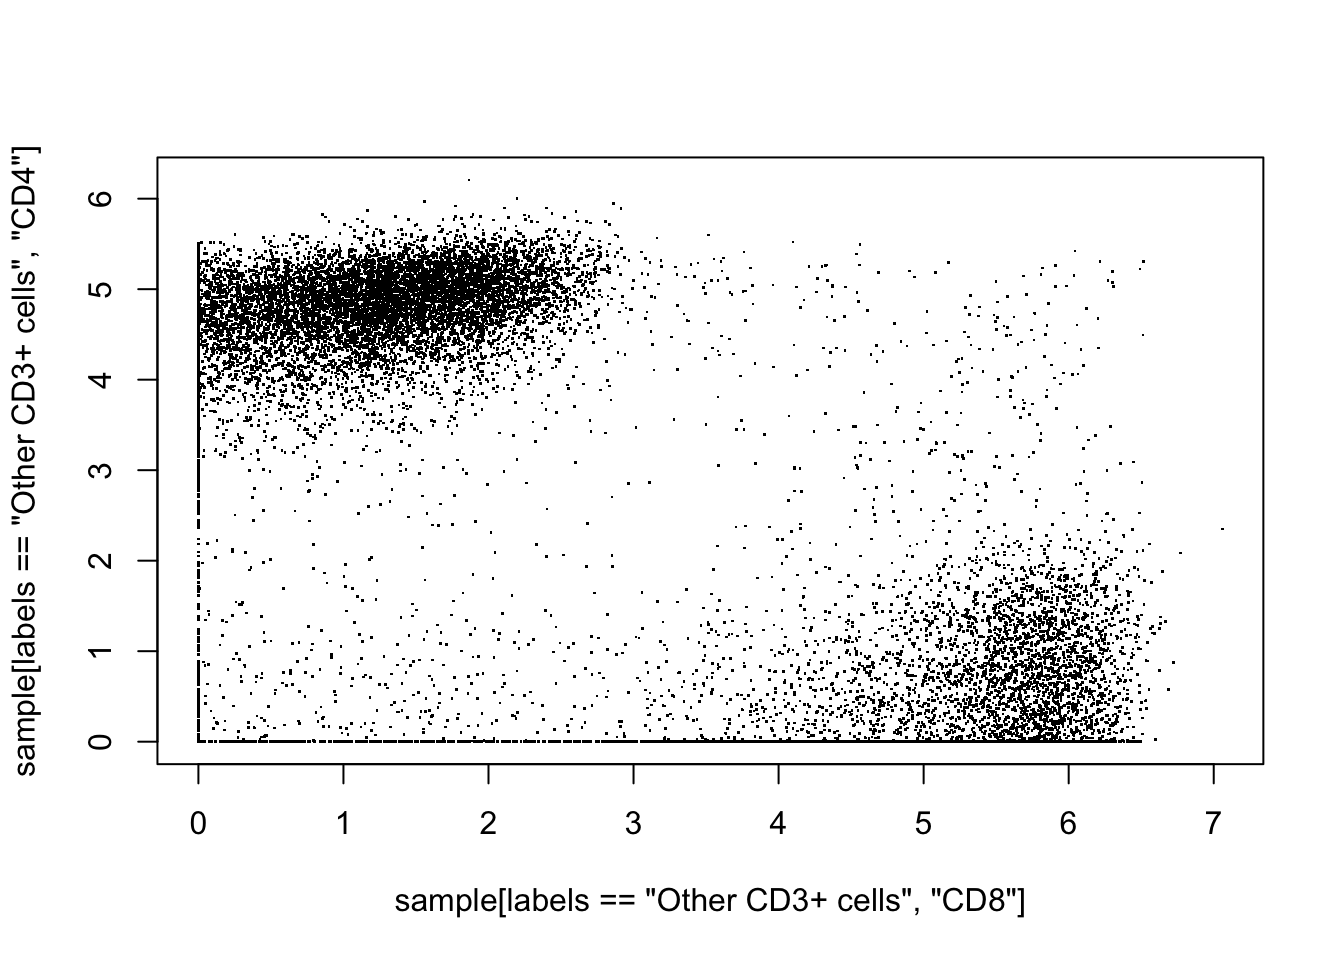 sample[labels == "Other CD3+ cells", "CD4"]
6
5
4
3
2
1
0
0 1 2 3 4 5 6 7
sample[labels == "Other CD3+ cells", "CD8"]